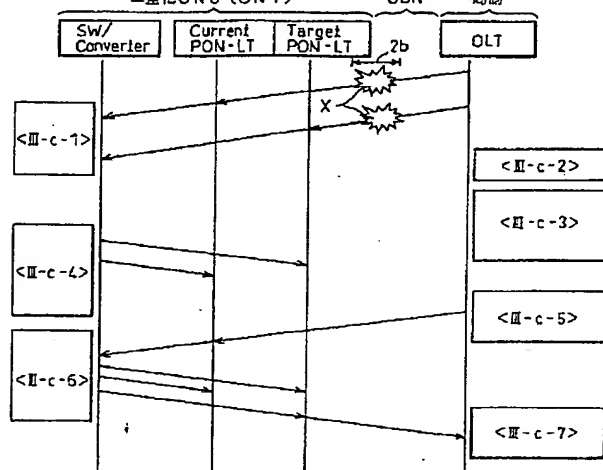 SW/
Converter
Current
PON-LT
Target
PON-LT
OLT
2b
X
<Ⅲ-c-1>
<Ⅲ-c-2>
<Ⅲ-c-3>
<Ⅲ-c-4>
<Ⅲ-c-5>
<Ⅲ-c-6>
<Ⅲ-c-7>